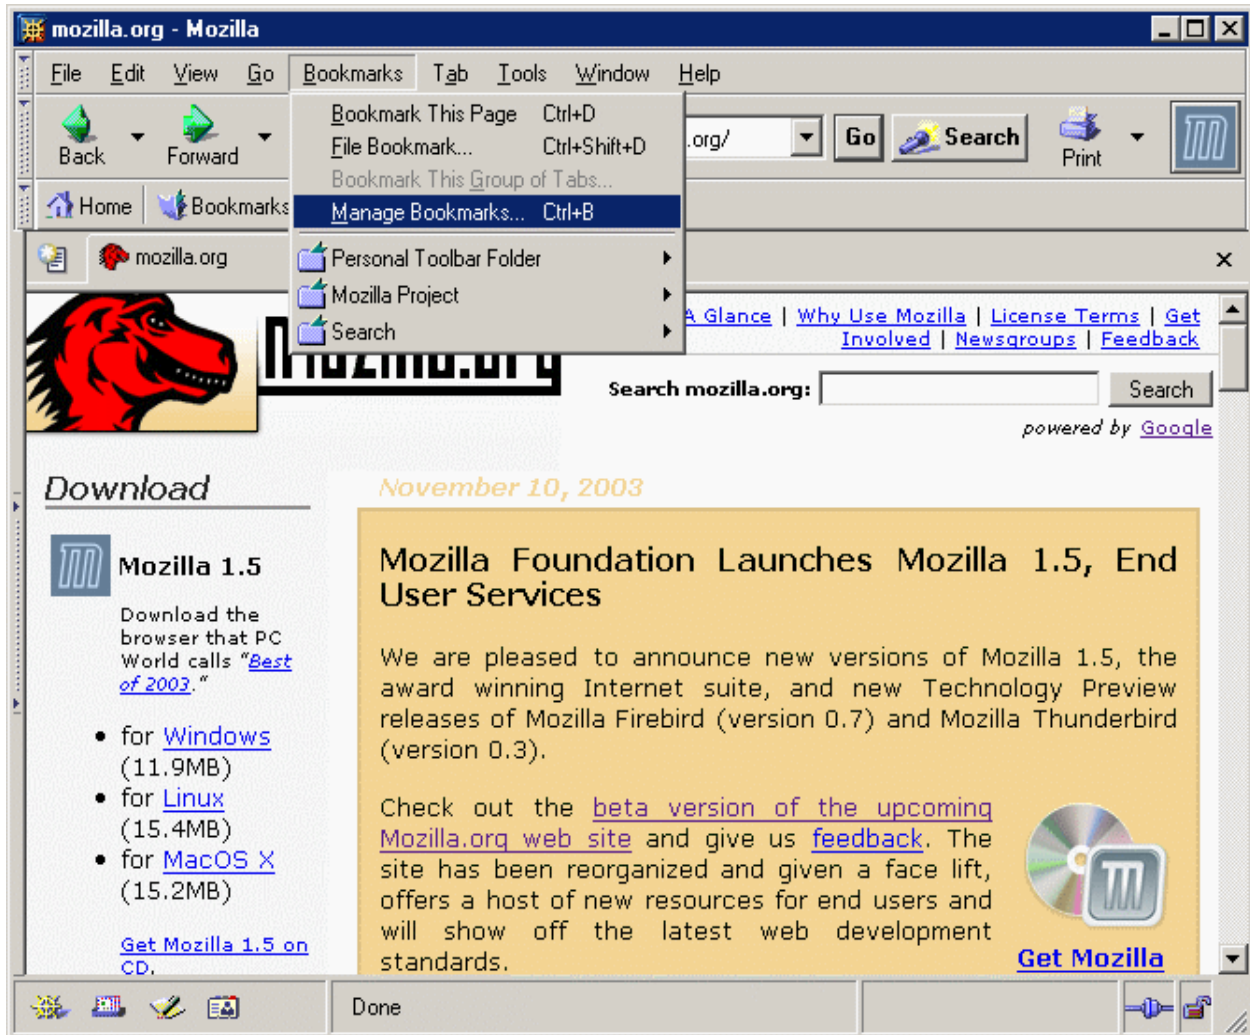 mozilla.org - Mozilla
File Edit View Go Bookmarks Tab Tools Window Help
Bookmark This Page Ctrl+D
File Bookmark... Ctrl+Shift+D
Bookmark This Group of Tabs...
Manage Bookmarks... Ctrl+B
Personal Toolbar Folder
Mozilla Project
Search
Back Forward .org/ Go Search Print
Home Bookmarks
mozilla.org
A Glance | Why Use Mozilla | License Terms | Get
Involved | Newsgroups | Feedback
mozilla.org
Search mozilla.org: Search
powered by Google
Download
Mozilla 1.5
Download the
browser that PC
World calls "Best
of 2003."
• for Windows
(11.9MB)
• for Linux
(15.4MB)
• for MacOS X
(15.2MB)
Get Mozilla 1.5 on
CD.
November 10, 2003
Mozilla Foundation Launches Mozilla 1.5, End
User Services
We are pleased to announce new versions of Mozilla 1.5, the
award winning Internet suite, and new Technology Preview
releases of Mozilla Firebird (version 0.7) and Mozilla Thunderbird
(version 0.3).
Check out the beta version of the upcoming
Mozilla.org web site and give us feedback. The
site has been reorganized and given a face lift,
offers a host of new resources for end users and
will show off the latest web development
standards.
Get Mozilla
Done